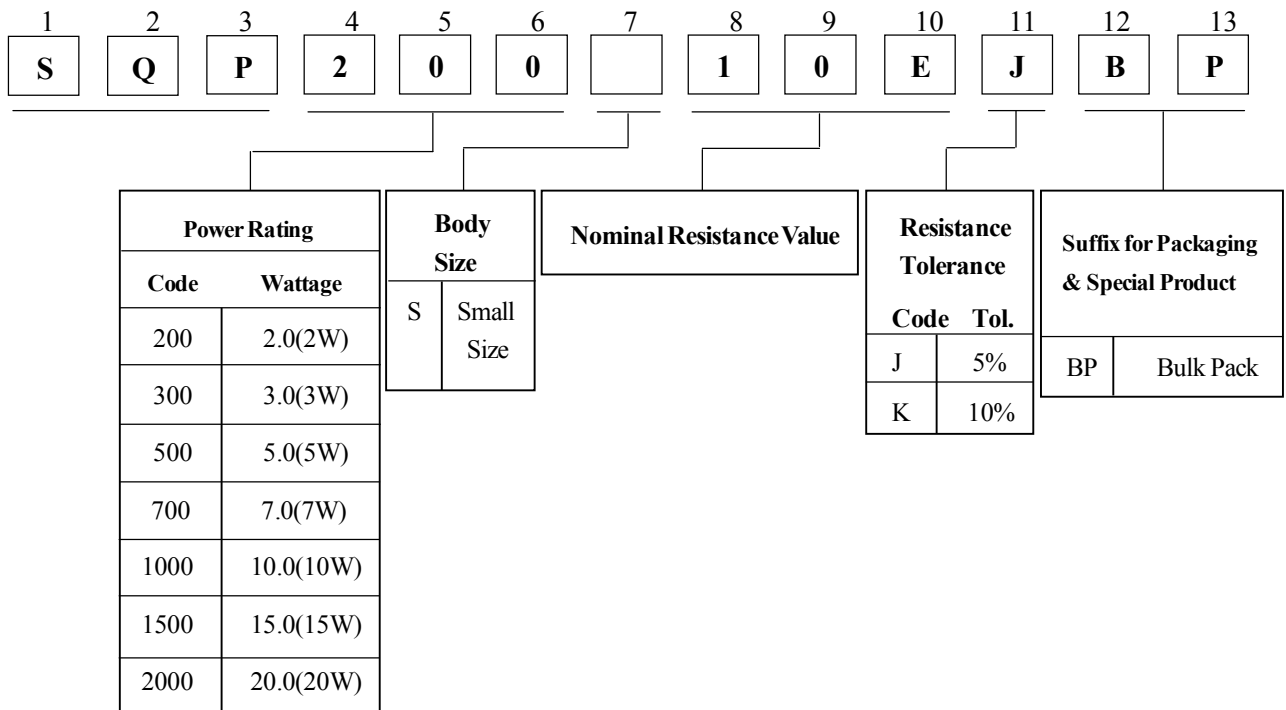 1 2 3 4 5 6 7 8 9 10 11 12 13
S Q P 2 0 0 1 0 E J B P
Power Rating
Code Wattage
200 2.0(2W)
300 3.0(3W)
500 5.0(5W)
700 7.0(7W)
1000 10.0(10W)
1500 15.0(15W)
2000 20.0(20W)
Body
Size
S Small
Size
Nominal Resistance Value
Resistance
Tolerance
Code Tol.
J 5%
K 10%
Suffix for Packaging
& Special Product
BP Bulk Pack